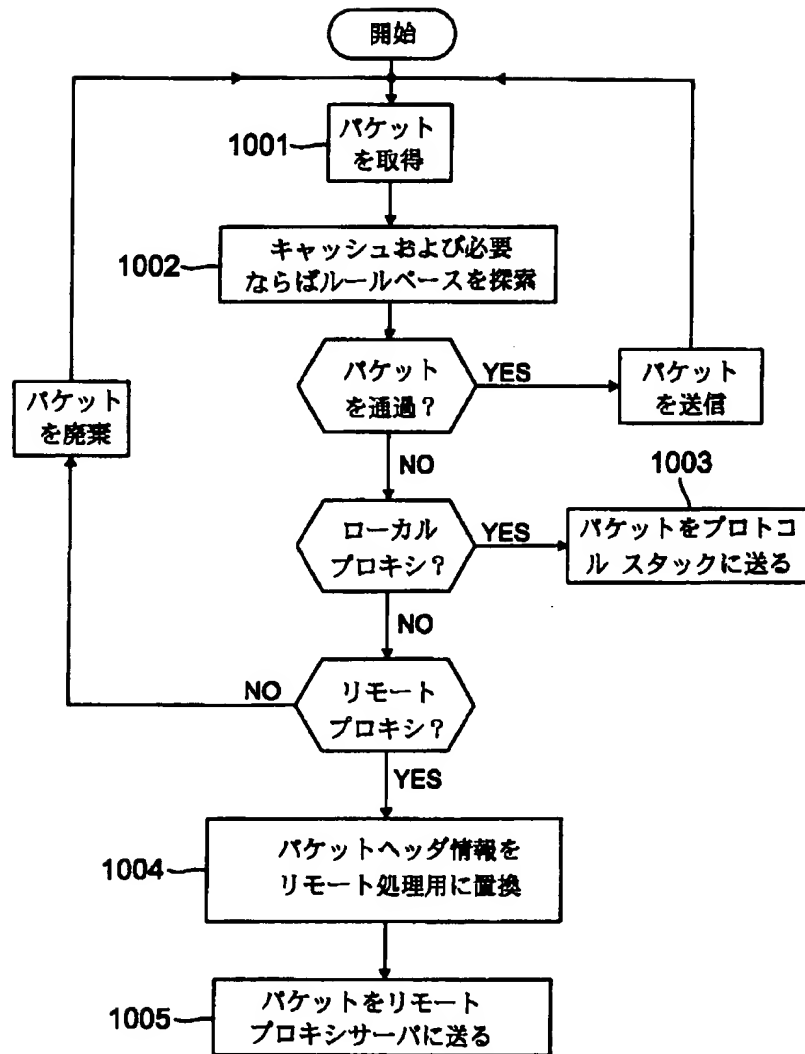 開始
1001
パケット
を取得
1002
キャッシュおよび必要
ならばルールベースを探索
パケット
を通過？
YES
パケット
を送信
パケット
を廃棄
NO
1003
ローカル
プロキシ？
YES
パケットをプロトコ
ル スタックに送る
NO
NO
リモート
プロキシ？
YES
1004
パケットヘッダ情報を
リモート処理用に置換
1005
パケットをリモート
プロキシサーバに送る